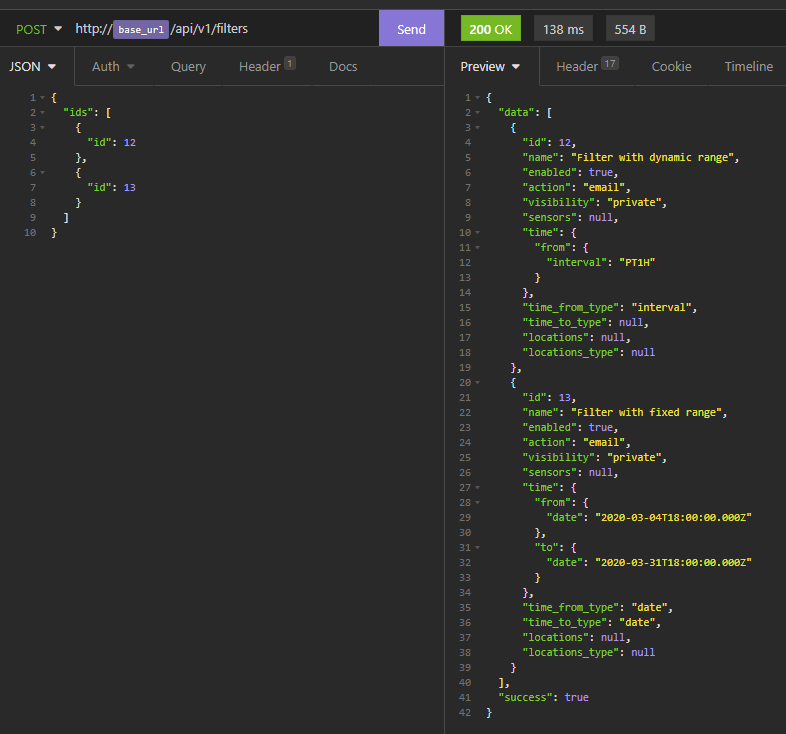 POST http://base_url/api/v1/filters Send 200 OK 138 ms 554 B
JSON Auth Query Header 1 Docs Preview Header 17 Cookie Timeline
1 {
2 "ids": [
3 {
4 "id": 12
5 },
6 {
7 "id": 13
8 }
9 ]
10 }
1 {
2 "data": [
3 {
4 "id": 12,
5 "name": "Filter with dynamic range",
6 "enabled": true,
7 "action": "email",
8 "visibility": "private",
9 "sensors": null,
10 "time": {
11 "from": {
12 "interval": "PT1H"
13 }
14 },
15 "time_from_type": "interval",
16 "time_to_type": null,
17 "locations": null,
18 "locations_type": null
19 },
20 {
21 "id": 13,
22 "name": "Filter with fixed range",
23 "enabled": true,
24 "action": "email",
25 "visibility": "private",
26 "sensors": null,
27 "time": {
28 "from": {
29 "date": "2020-03-04T18:00:00.000Z"
30 },
31 "to": {
32 "date": "2020-03-31T18:00:00.000Z"
33 }
34 },
35 "time_from_type": "date",
36 "time_to_type": "date",
37 "locations": null,
38 "locations_type": null
39 }
40 ],
41 "success": true
42 }